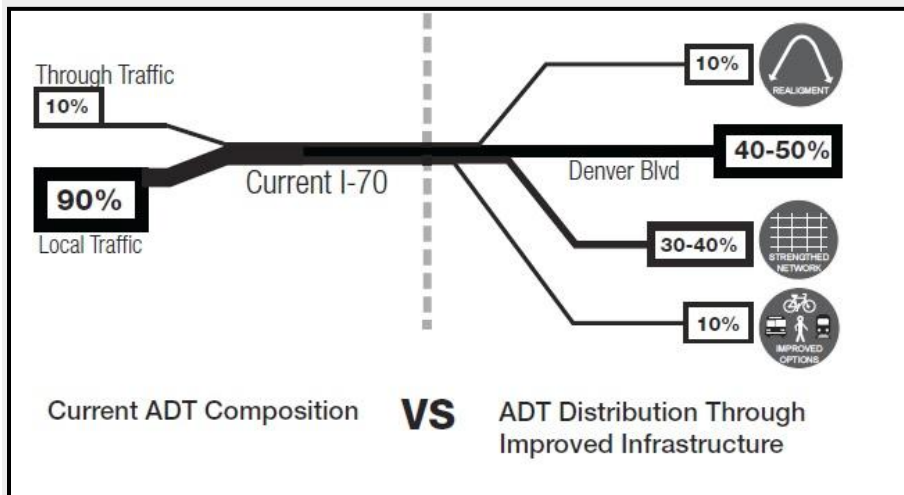 Through Traffic
10%
90%
Local Traffic
Current I-70
10%
REALIGMENT
40-50%
Denver Blvd
30-40%
STRENGTHED
NETWORK
10%
IMPROVED
OPTIONS
Current ADT Composition
VS
ADT Distribution Through
Improved Infrastructure